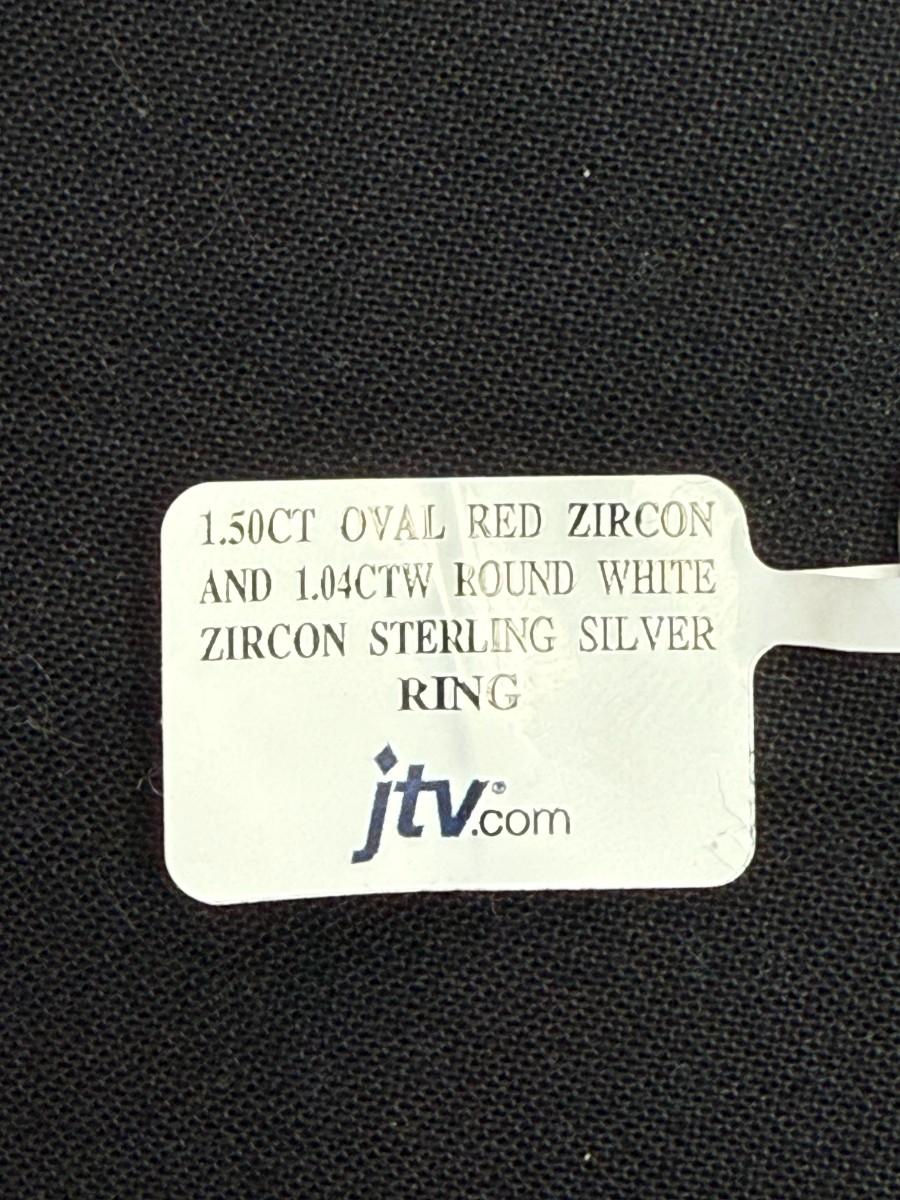 1.50CT OVAL RED ZIRCON
AND 1.04CTW ROUND WHITE
ZIRCON STERLING SILVER
RING
jtv®.com